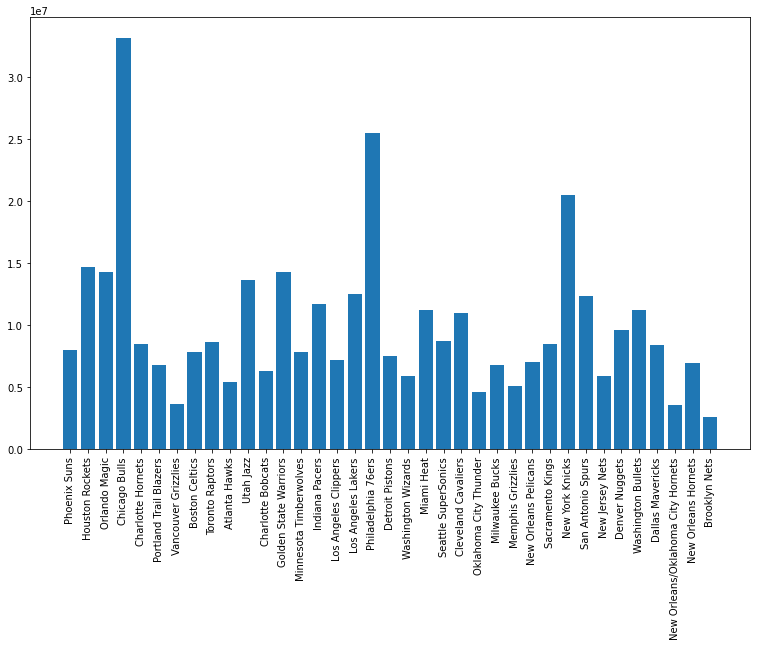 1e7
3.0
2.5
2.0
1.5
1.0
0.5
0.0
Phoenix Suns
Houston Rockets
Orlando Magic
Chicago Bulls
Charlotte Hornets
Portland Trail Blazers
Vancouver Grizzlies
Boston Celtics
Toronto Raptors
Atlanta Hawks
Utah Jazz
Charlotte Bobcats
Golden State Warriors
Minnesota Timberwolves
Indiana Pacers
Los Angeles Clippers
Los Angeles Lakers
Philadelphia 76ers
Detroit Pistons
Washington Wizards
Miami Heat
Seattle SuperSonics
Cleveland Cavaliers
Oklahoma City Thunder
Milwaukee Bucks
Memphis Grizzlies
New Orleans Pelicans
Sacramento Kings
New York Knicks
San Antonio Spurs
New Jersey Nets
Denver Nuggets
Washington Bullets
Dallas Mavericks
New Orleans/Oklahoma City Hornets
New Orleans Hornets
Brooklyn Nets